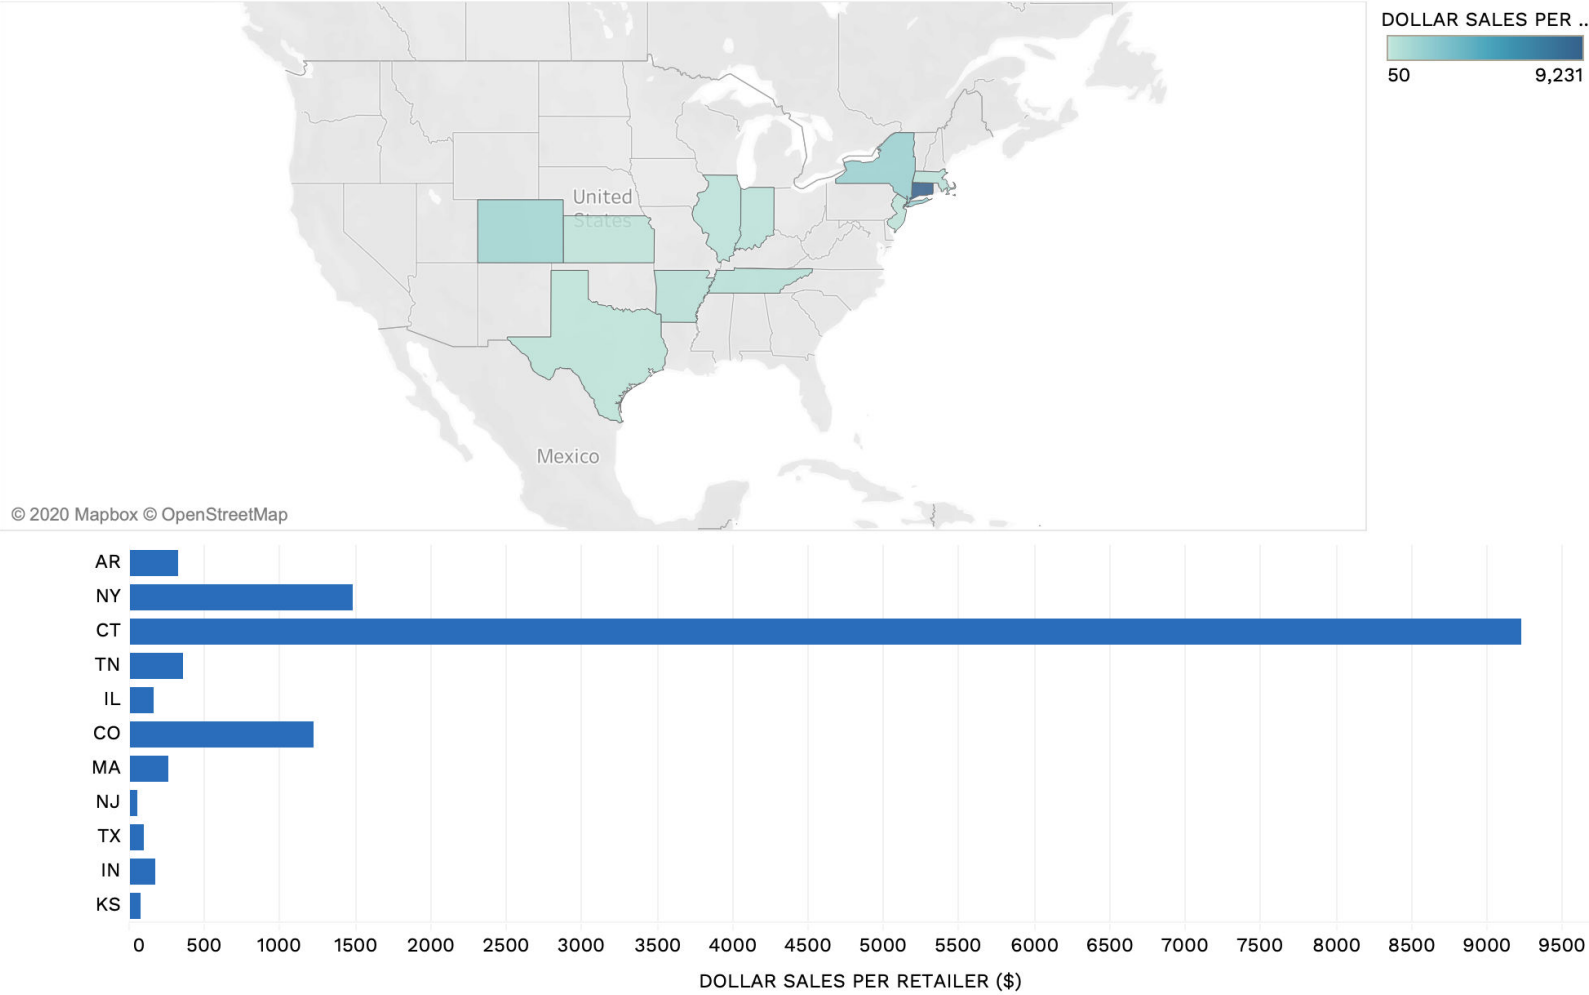 DOLLAR SALES PER ..
50 9,231
United
States
Mexico
© 2020 Mapbox © OpenStreetMap
AR
NY
CT
TN
IL
CO
MA
NJ
TX
IN
KS
0 500 1000 1500 2000 2500 3000 3500 4000 4500 5000 5500 6000 6500 7000 7500 8000 8500 9000 9500
DOLLAR SALES PER RETAILER ($)